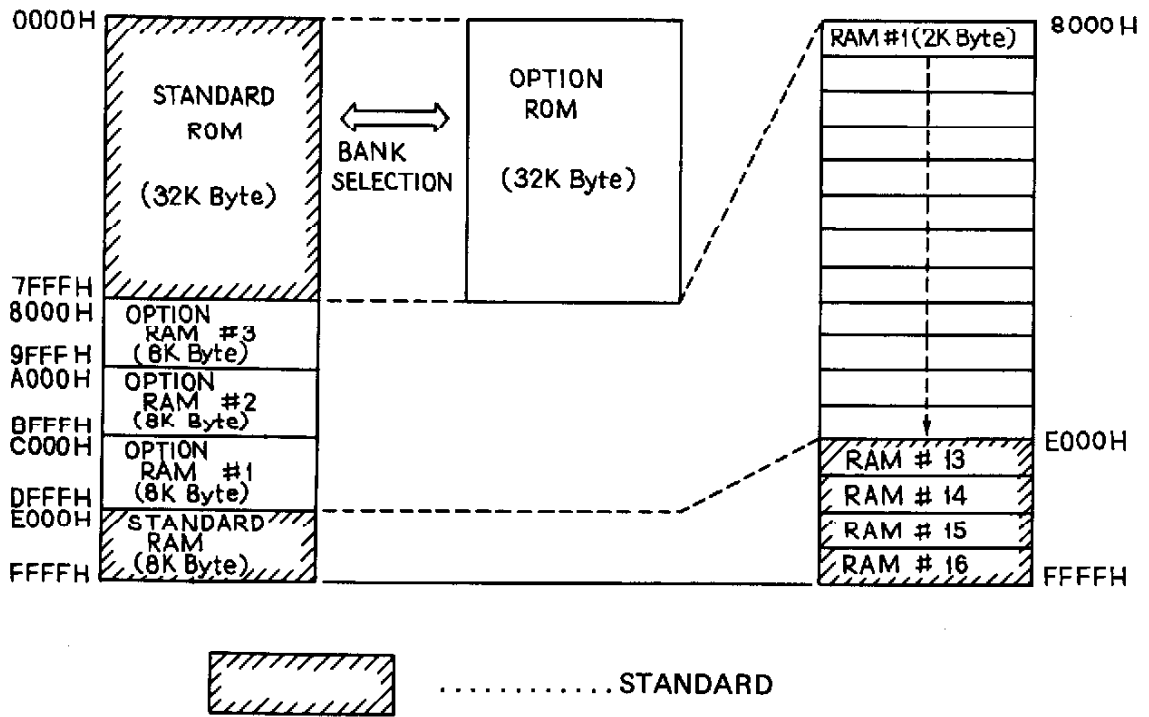 0000H
STANDARD
ROM
(32K Byte)
7FFFH
BANK
SELECTION
OPTION
ROM
(32K Byte)
8000H
OPTION
RAM #3
(8K Byte)
9FFFH
A000H
OPTION
RAM #2
(8K Byte)
BFFFH
C000H
OPTION
RAM #1
(8K Byte)
DFFFH
E000H
STANDARD
RAM
(8K Byte)
FFFFH
RAM #1(2K Byte)
8000H
E000H
RAM # 13
RAM # 14
RAM # 15
RAM # 16
FFFFH
.............STANDARD